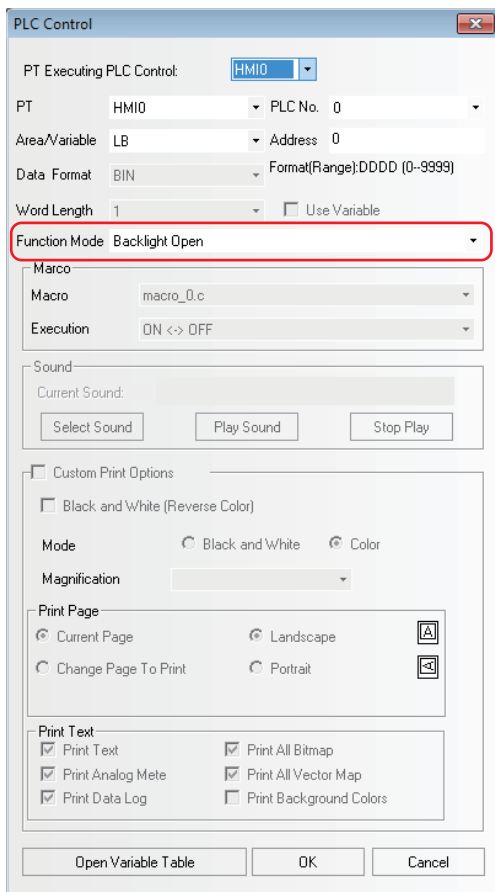 PLC Control
PT Executing PLC Control: HMI0
PT HMI0 PLC No. 0
Area/Variable LB Address 0
Data Format BIN Format(Range):DDDD (0--9999)
Word Length 1 Use Variable
Function Mode Backlight Open
Marco
Macro macro_0.c
Execution ON <-> OFF
Sound
Current Sound:
Select Sound Play Sound Stop Play
Custom Print Options
Black and White (Reverse Color)
Mode Black and White Color
Magnification
Print Page
Current Page Landscape A
Change Page To Print Portrait A
Print Text
Print Text Print All Bitmap
Print Analog Mete Print All Vector Map
Print Data Log Print Background Colors
Open Variable Table OK Cancel